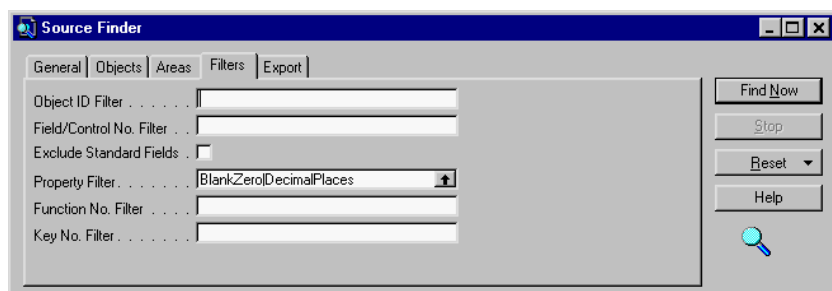 Source Finder
General Objects Areas Filters Export
Object ID Filter . . . . . . .
Find Now
Field/Control No. Filter . .
Stop
Exclude Standard Fields .
Reset
Property Filter . . . . . . . BlankZero|DecimalPlaces
Help
Function No. Filter . . . . .
Key No. Filter . . . . . . .